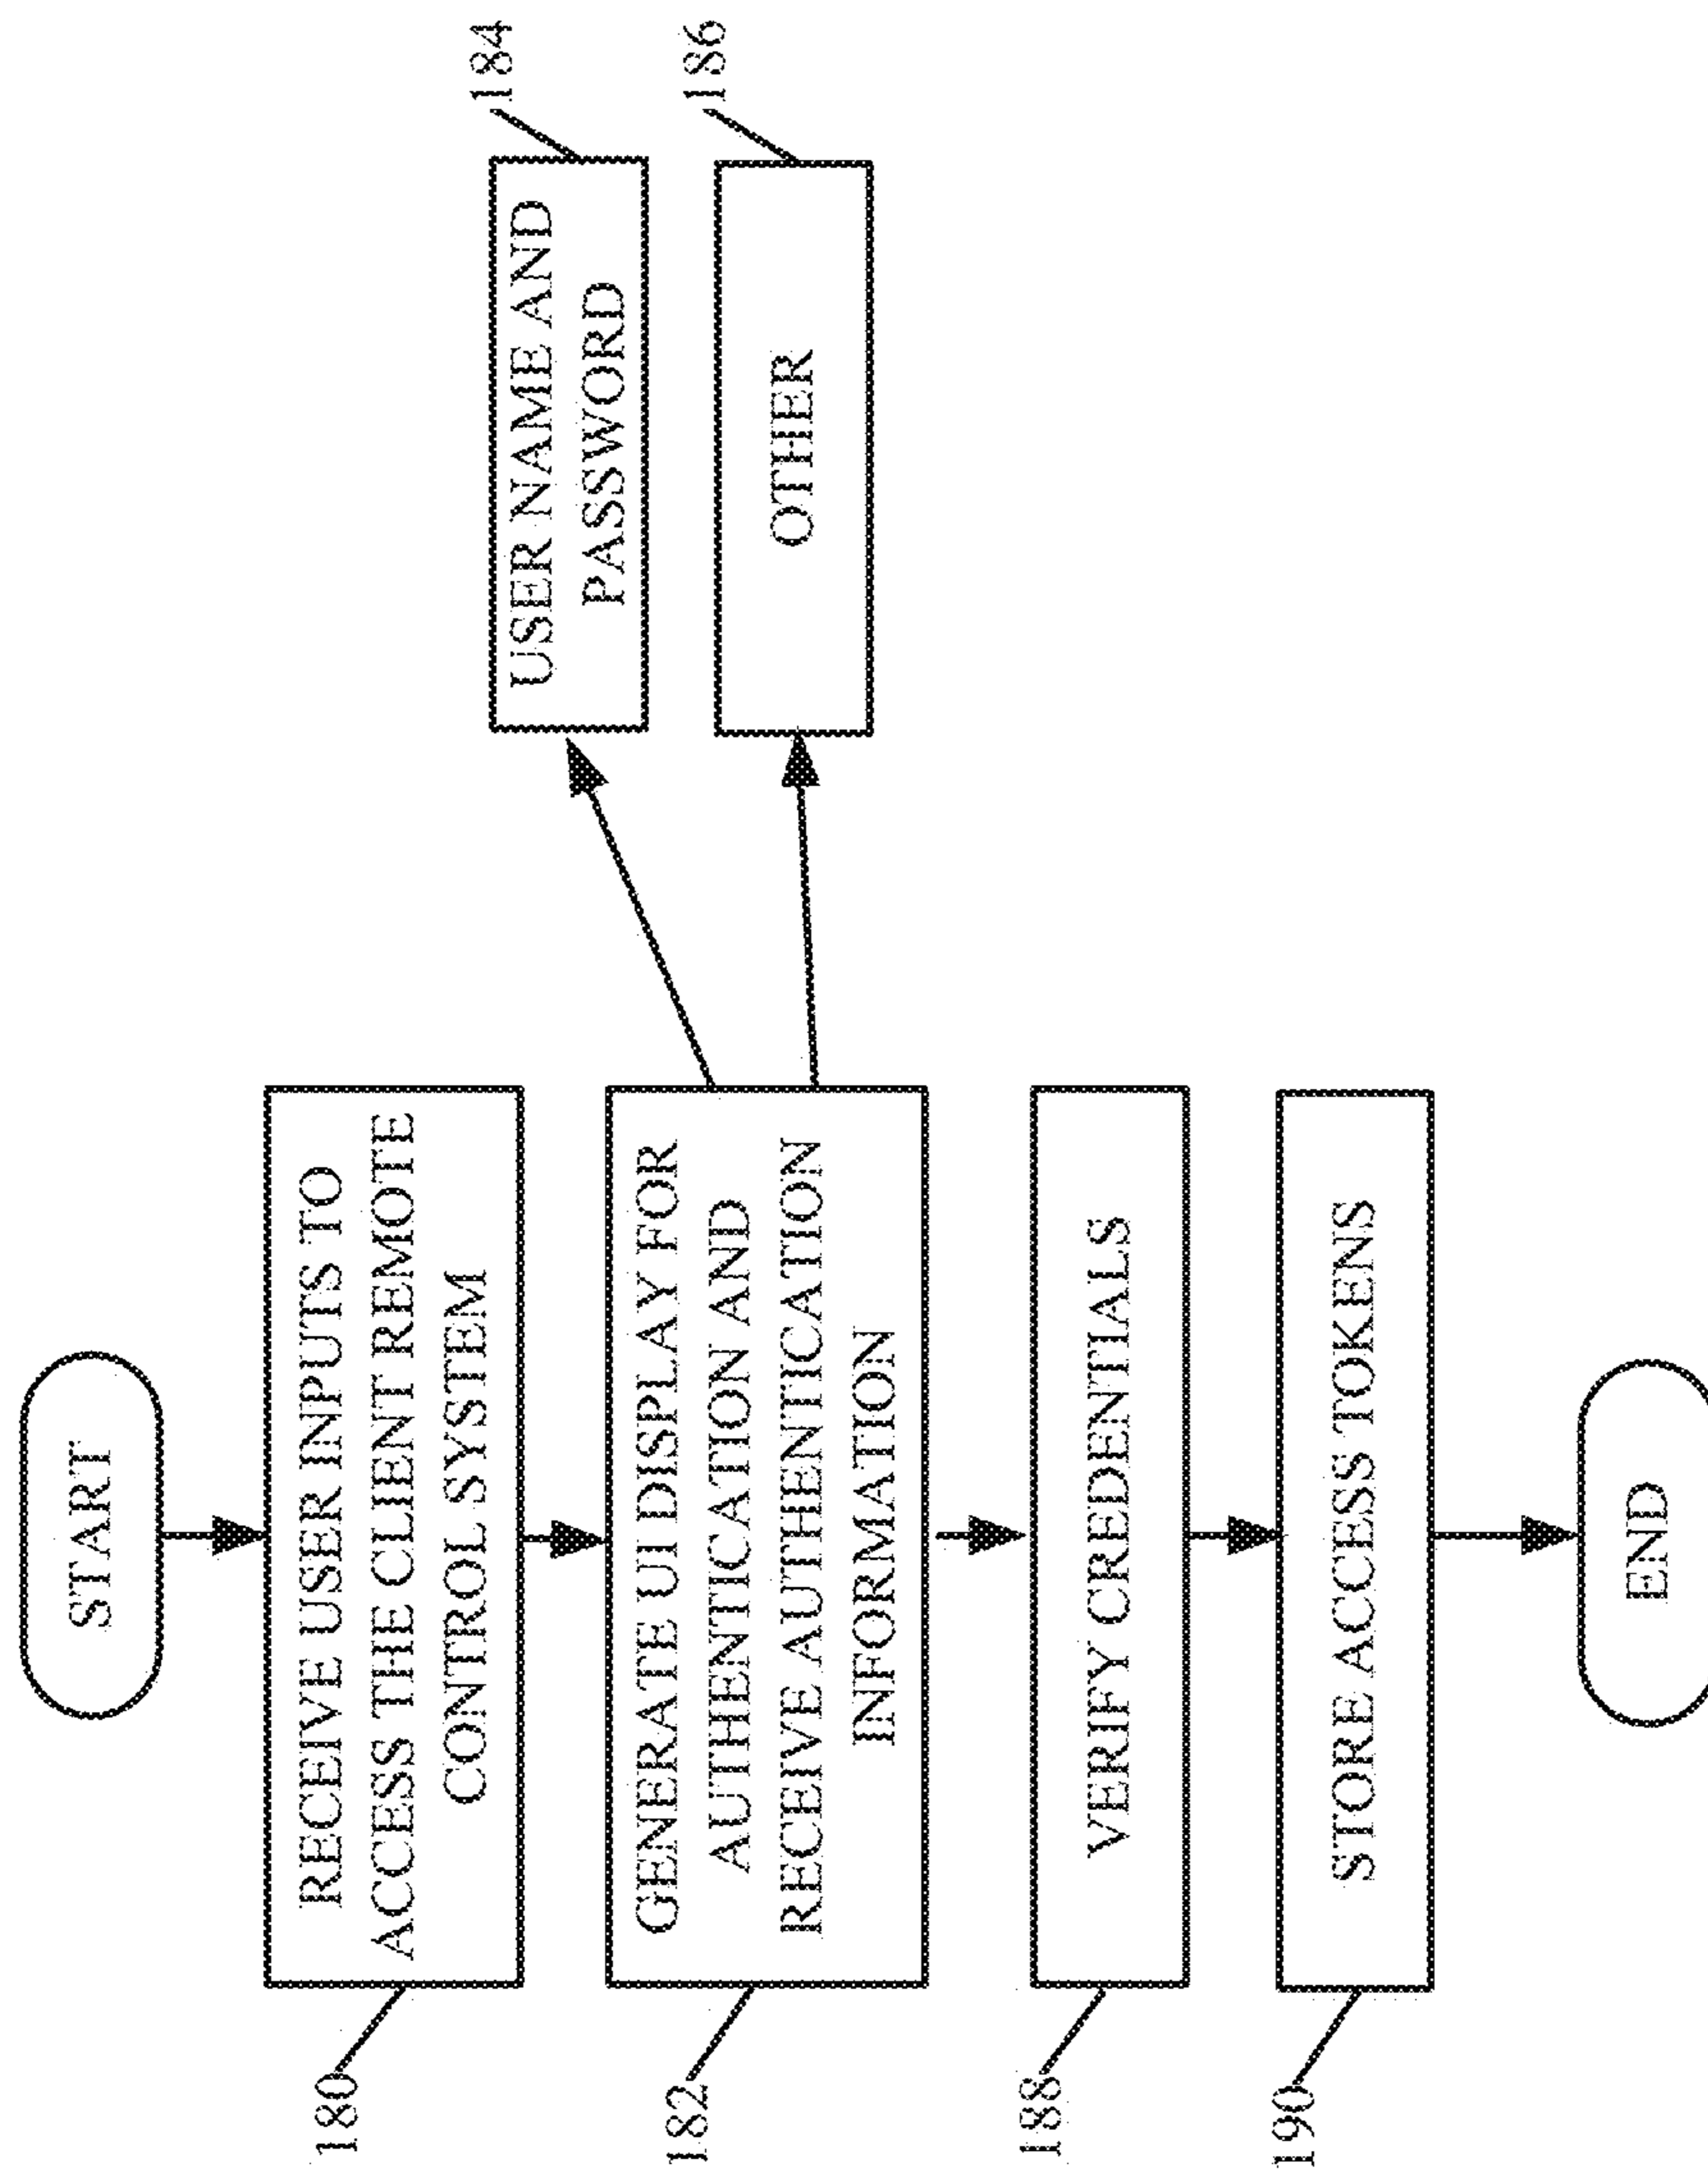 START
180
RECEIVE USER INPUTS TO
ACCESS THE CLIENT REMOTE
CONTROL SYSTEM
182
GENERATE UI DISPLAY FOR
AUTHENTICATION AND
RECEIVE AUTHENTICATION
INFORMATION
184
USER NAME AND
PASSWORD
186
OTHER
188
VERIFY CREDENTIALS
190
STORE ACCESS TOKENS
END